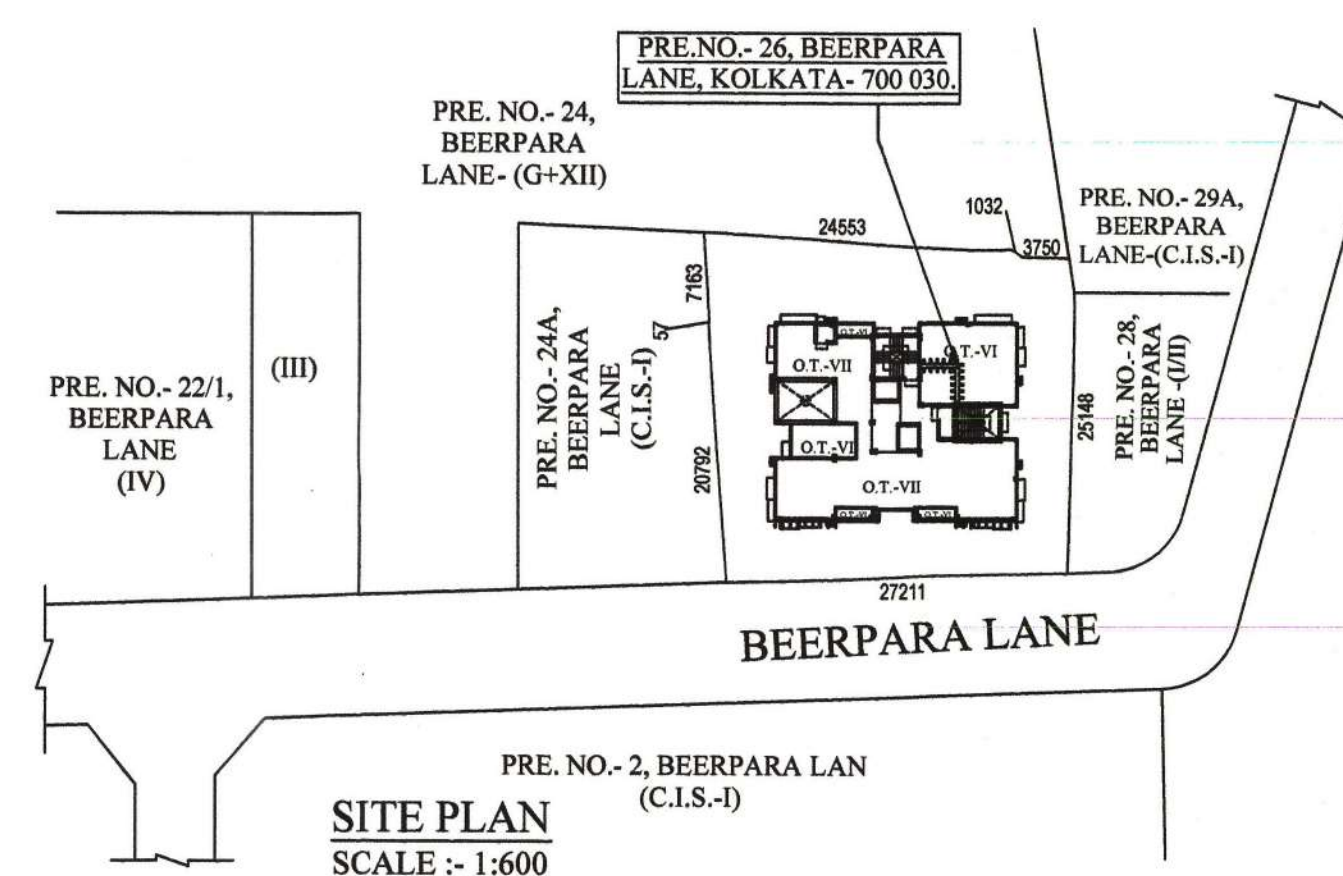 PRE.NO.- 26, BEERPARA
LANE, KOLKATA- 700 030.
PRE. NO.- 24,
BEERPARA
LANE- (G+XII)
PRE. NO.- 29A,
BEERPARA
LANE-(C.I.S.-I)
1032
24553
3750
7163
57
20792
25148
27211
PRE. NO.- 22/1,
BEERPARA
LANE
(IV)
(III)
PRE. NO.- 24A,
BEERPARA
LANE
(C.I.S.-I)
O.T.-VI
O.T.-VI
O.T.-VII
O.T.-VI
O.T.-VII
O.T.-VI
O.T.-VI
PRE. NO.- 28,
BEERPARA
LANE -(I/II)
BEERPARA LANE
PRE. NO.- 2, BEERPARA LAN
(C.I.S.-I)
SITE PLAN
SCALE :- 1:600